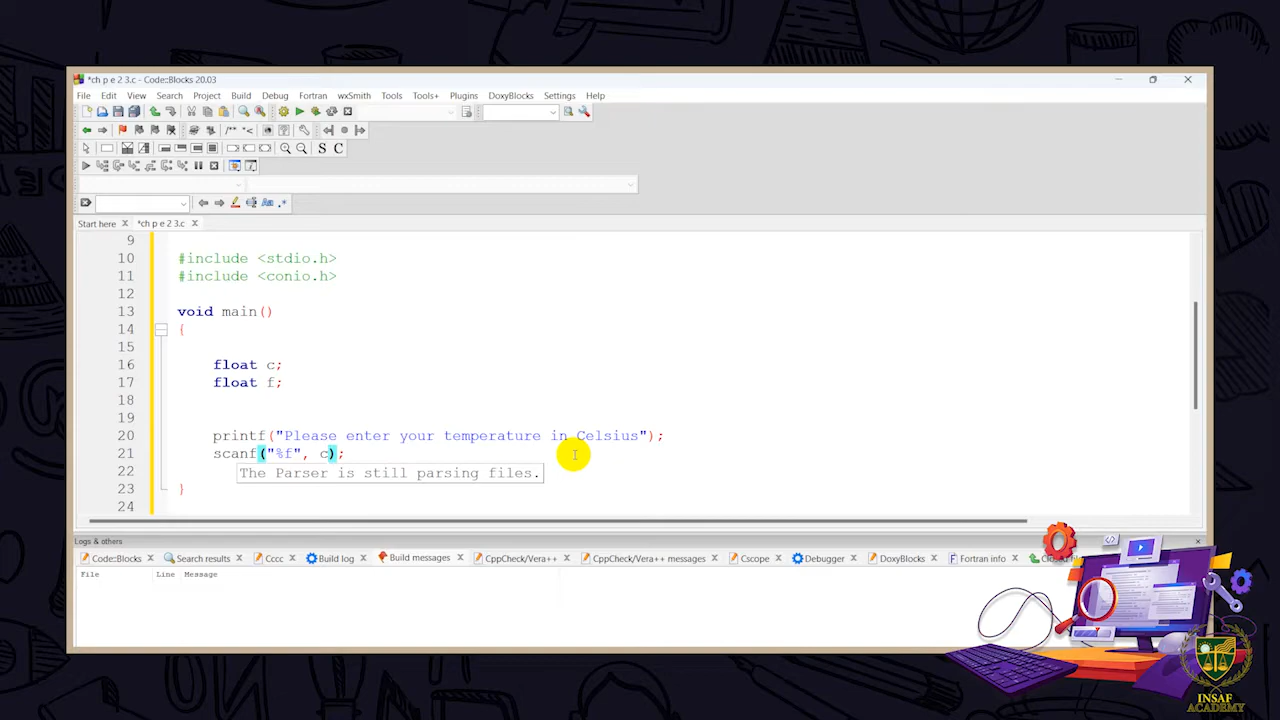 *ch p e 2 3.c - Code::Blocks 20.03
File Edit View Search Project Build Debug Fortran wxSmith Tools Tools+ Plugins DoxyBlocks Settings Help
S C
Start here *ch p e 2 3.c
9
10 #include <stdio.h>
11 #include <conio.h>
12
13 void main()
14 {
15
16 float c;
17 float f;
18
19
20 printf("Please enter your temperature in Celsius");
21 scanf("%f", c);
22 The Parser is still parsing files.
23 }
24
Logs & others
Code::Blocks Search results Cccc Build log Build messages CppCheck/Vera++ CppCheck/Vera++ messages Cscope Debugger DoxyBlocks Fortran info
File Line Message
INSAF
ACADEMY